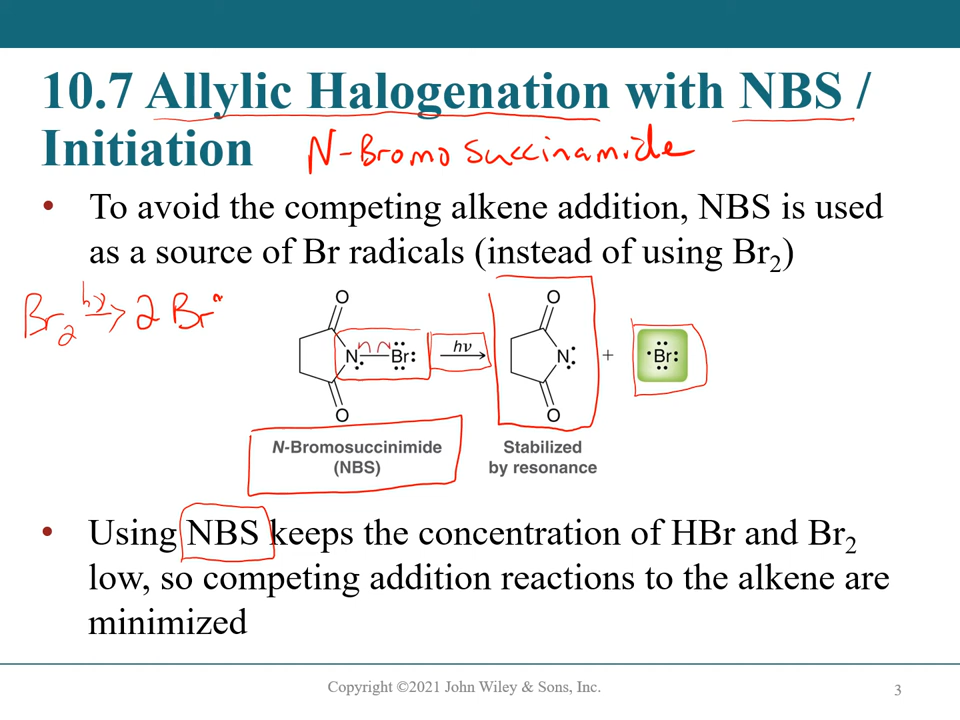 10.7 Allylic Halogenation with NBS /
Initiation
N-Bromo succinamide
• To avoid the competing alkene addition, NBS is used
as a source of Br radicals (instead of using Br₂)
Br₂ hν → 2 Br•
O O
N Br hν N + Br
O O
N-Bromosuccinimide
(NBS)
Stabilized
by resonance
• Using NBS keeps the concentration of HBr and Br₂
low, so competing addition reactions to the alkene are
minimized
Copyright ©2021 John Wiley & Sons, Inc.
3